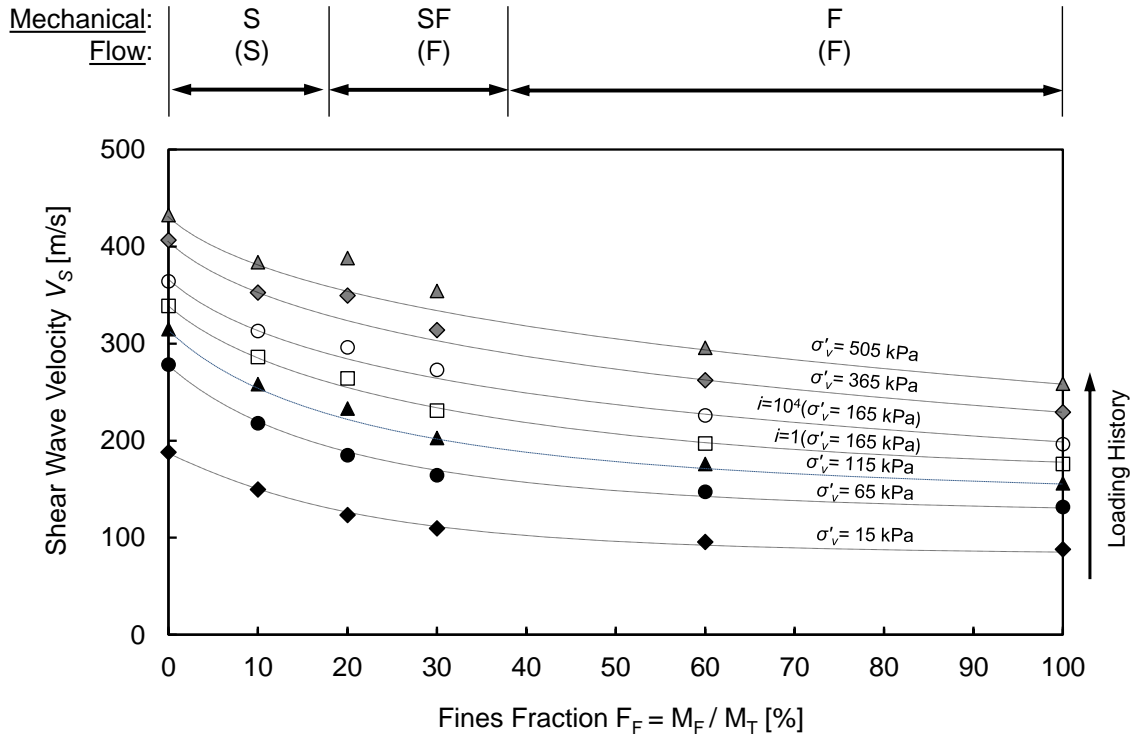 Mechanical: S SF F
Flow: (S) (F) (F)
500
400
300
200
100
0
Shear Wave Velocity V_S [m/s]
σ'_v= 505 kPa
σ'_v= 365 kPa
i=10⁴(σ'_v= 165 kPa)
i=1(σ'_v= 165 kPa)
σ'_v= 115 kPa
σ'_v= 65 kPa
σ'_v= 15 kPa
Loading History
0 10 20 30 40 50 60 70 80 90 100
Fines Fraction F_F = M_F / M_T [%]